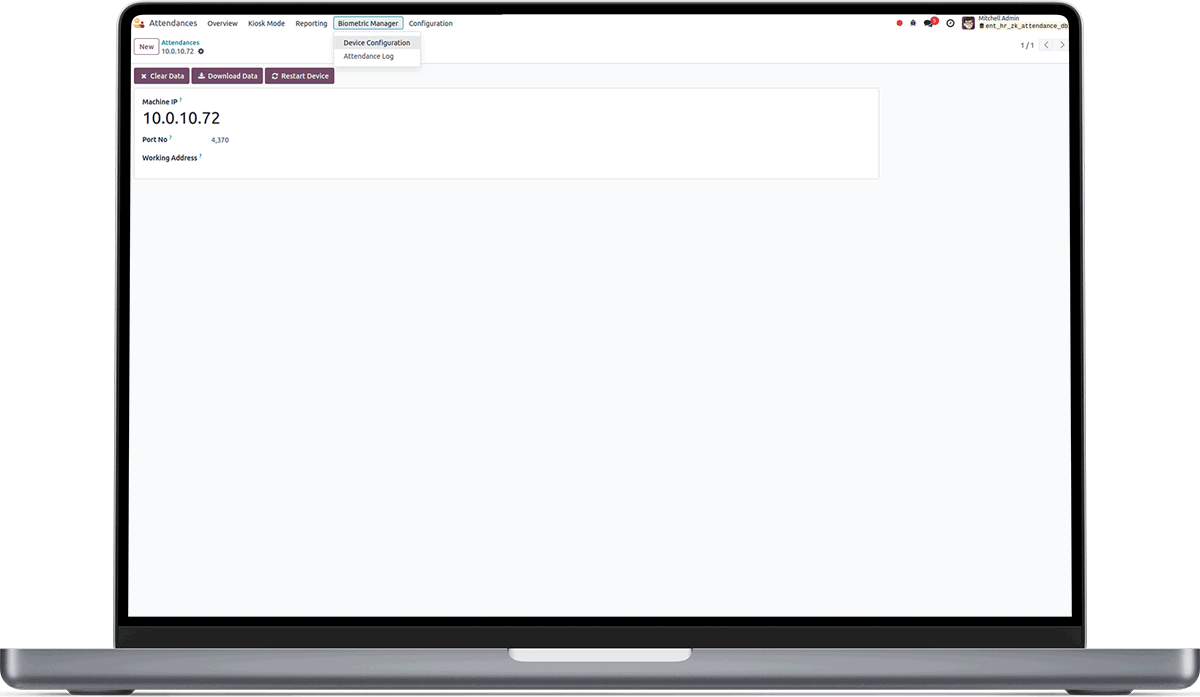 Attendances Overview Kiosk Mode Reporting Biometric Manager Configuration
Mitchell Admin
ent_hr_zk_attendance_db
New
Attendances
10.0.10.72
1 / 1
Device Configuration
Attendance Log
Clear Data Download Data Restart Device
Machine IP ?
10.0.10.72
Port No ? 4,370
Working Address ?